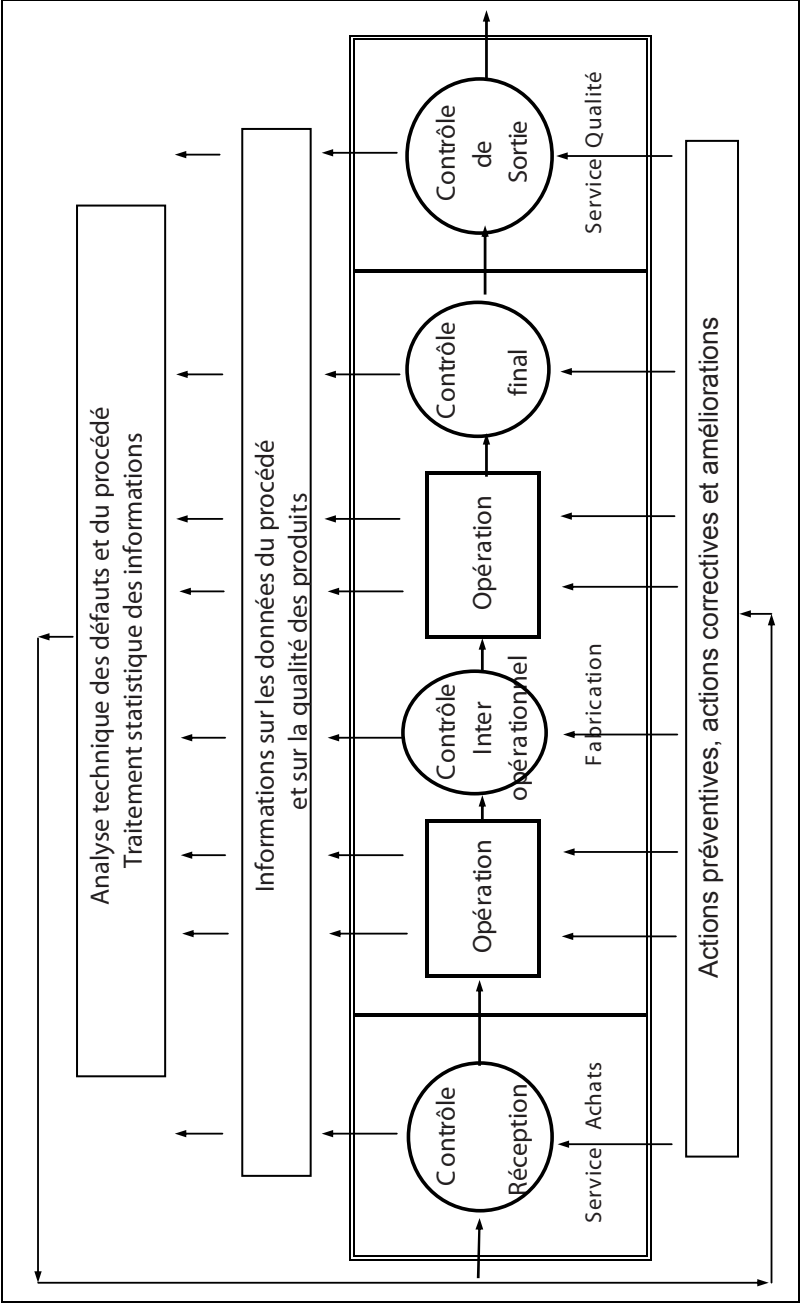 Analyse technique des défauts et du procédé
Traitement statistique des informations
Informations sur les données du procédé
et sur la qualité des produits
Contrôle
Réception
Service Achats
Opération
Contrôle
Inter
opérationnel
Opération
Contrôle
final
Fabrication
Contrôle
de
Sortie
Service Qualité
Actions préventives, actions correctives et améliorations